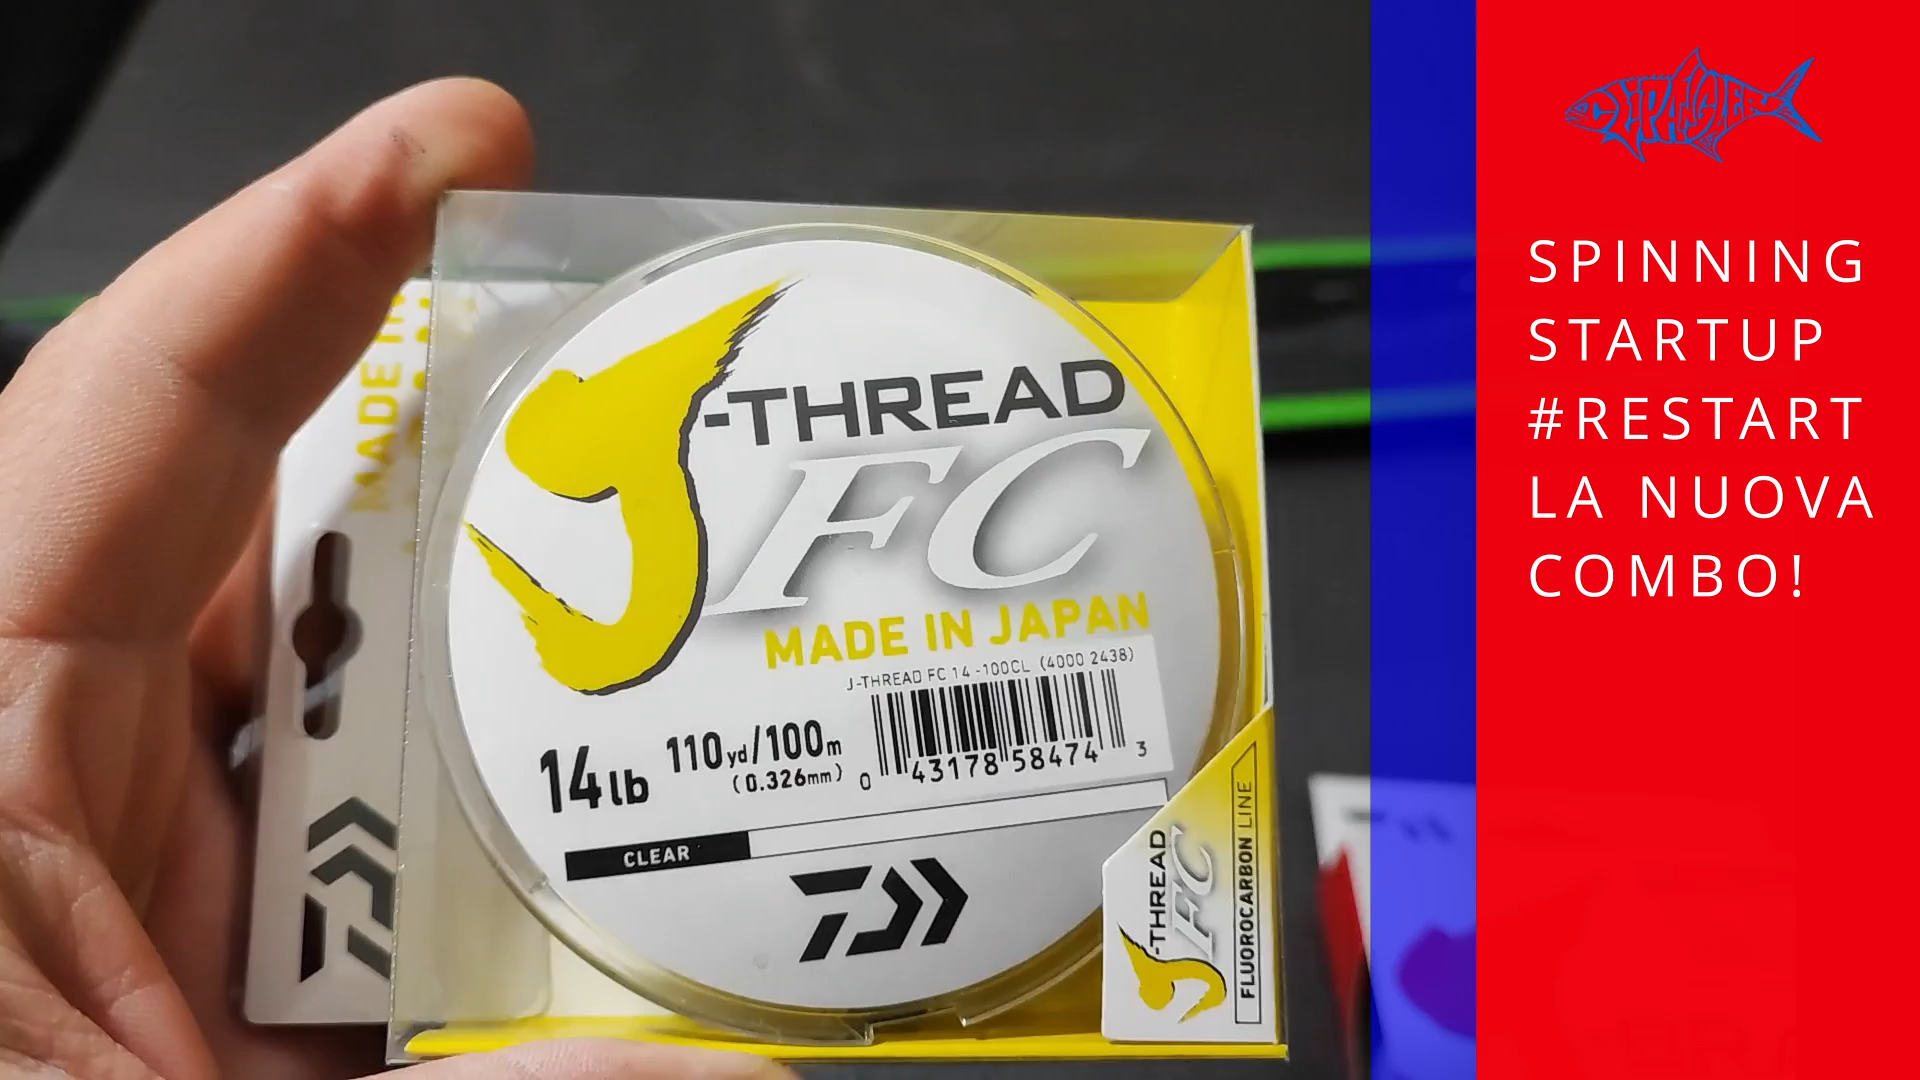 CLIPANGLER
SPINNING
STARTUP
#RESTART
LA NUOVA
COMBO!
MADE IN
J-THREAD
FC
MADE IN JAPAN
J-THREAD FC 14-100CL (4000 2438)
0 43178 58474 3
14lb 110yd/100m
(0.326mm)
CLEAR
J-THREAD
FC
FLUOROCARBON LINE